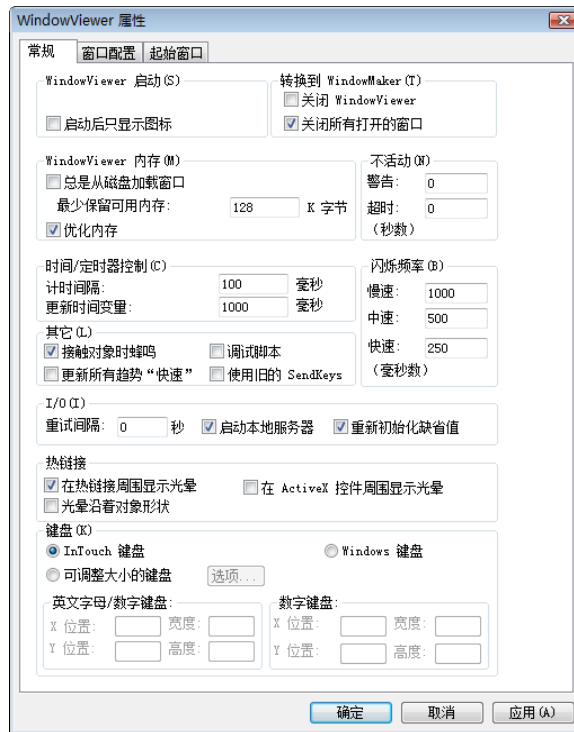 WindowViewer 属性
常规 窗口配置 起始窗口
WindowViewer 启动(S)
启动后只显示图标
转换到 WindowMaker(T)
关闭 WindowViewer
关闭所有打开的窗口
WindowViewer 内存(M)
总是从磁盘加载窗口
最少保留可用内存: 128 K 字节
优化内存
不活动(N)
警告: 0
超时: 0
(秒数)
时间/定时器控制(C)
计时间隔: 100 毫秒
更新时间变量: 1000 毫秒
闪烁频率(B)
慢速: 1000
中速: 500
快速: 250
(毫秒数)
其它(L)
接触对象时蜂鸣 调试脚本
更新所有趋势“快速” 使用旧的 SendKeys
I/O(I)
重试间隔: 0 秒 启动本地服务器 重新初始化缺省值
热链接
在热链接周围显示光晕 在 ActiveX 控件周围显示光晕
光晕沿着对象形状
键盘(K)
InTouch 键盘 Windows 键盘
可调整大小的键盘 选项...
英文字母/数字键盘:
X 位置: 宽度:
Y 位置: 高度:
数字键盘:
X 位置: 宽度:
Y 位置: 高度:
确定 取消 应用(A)